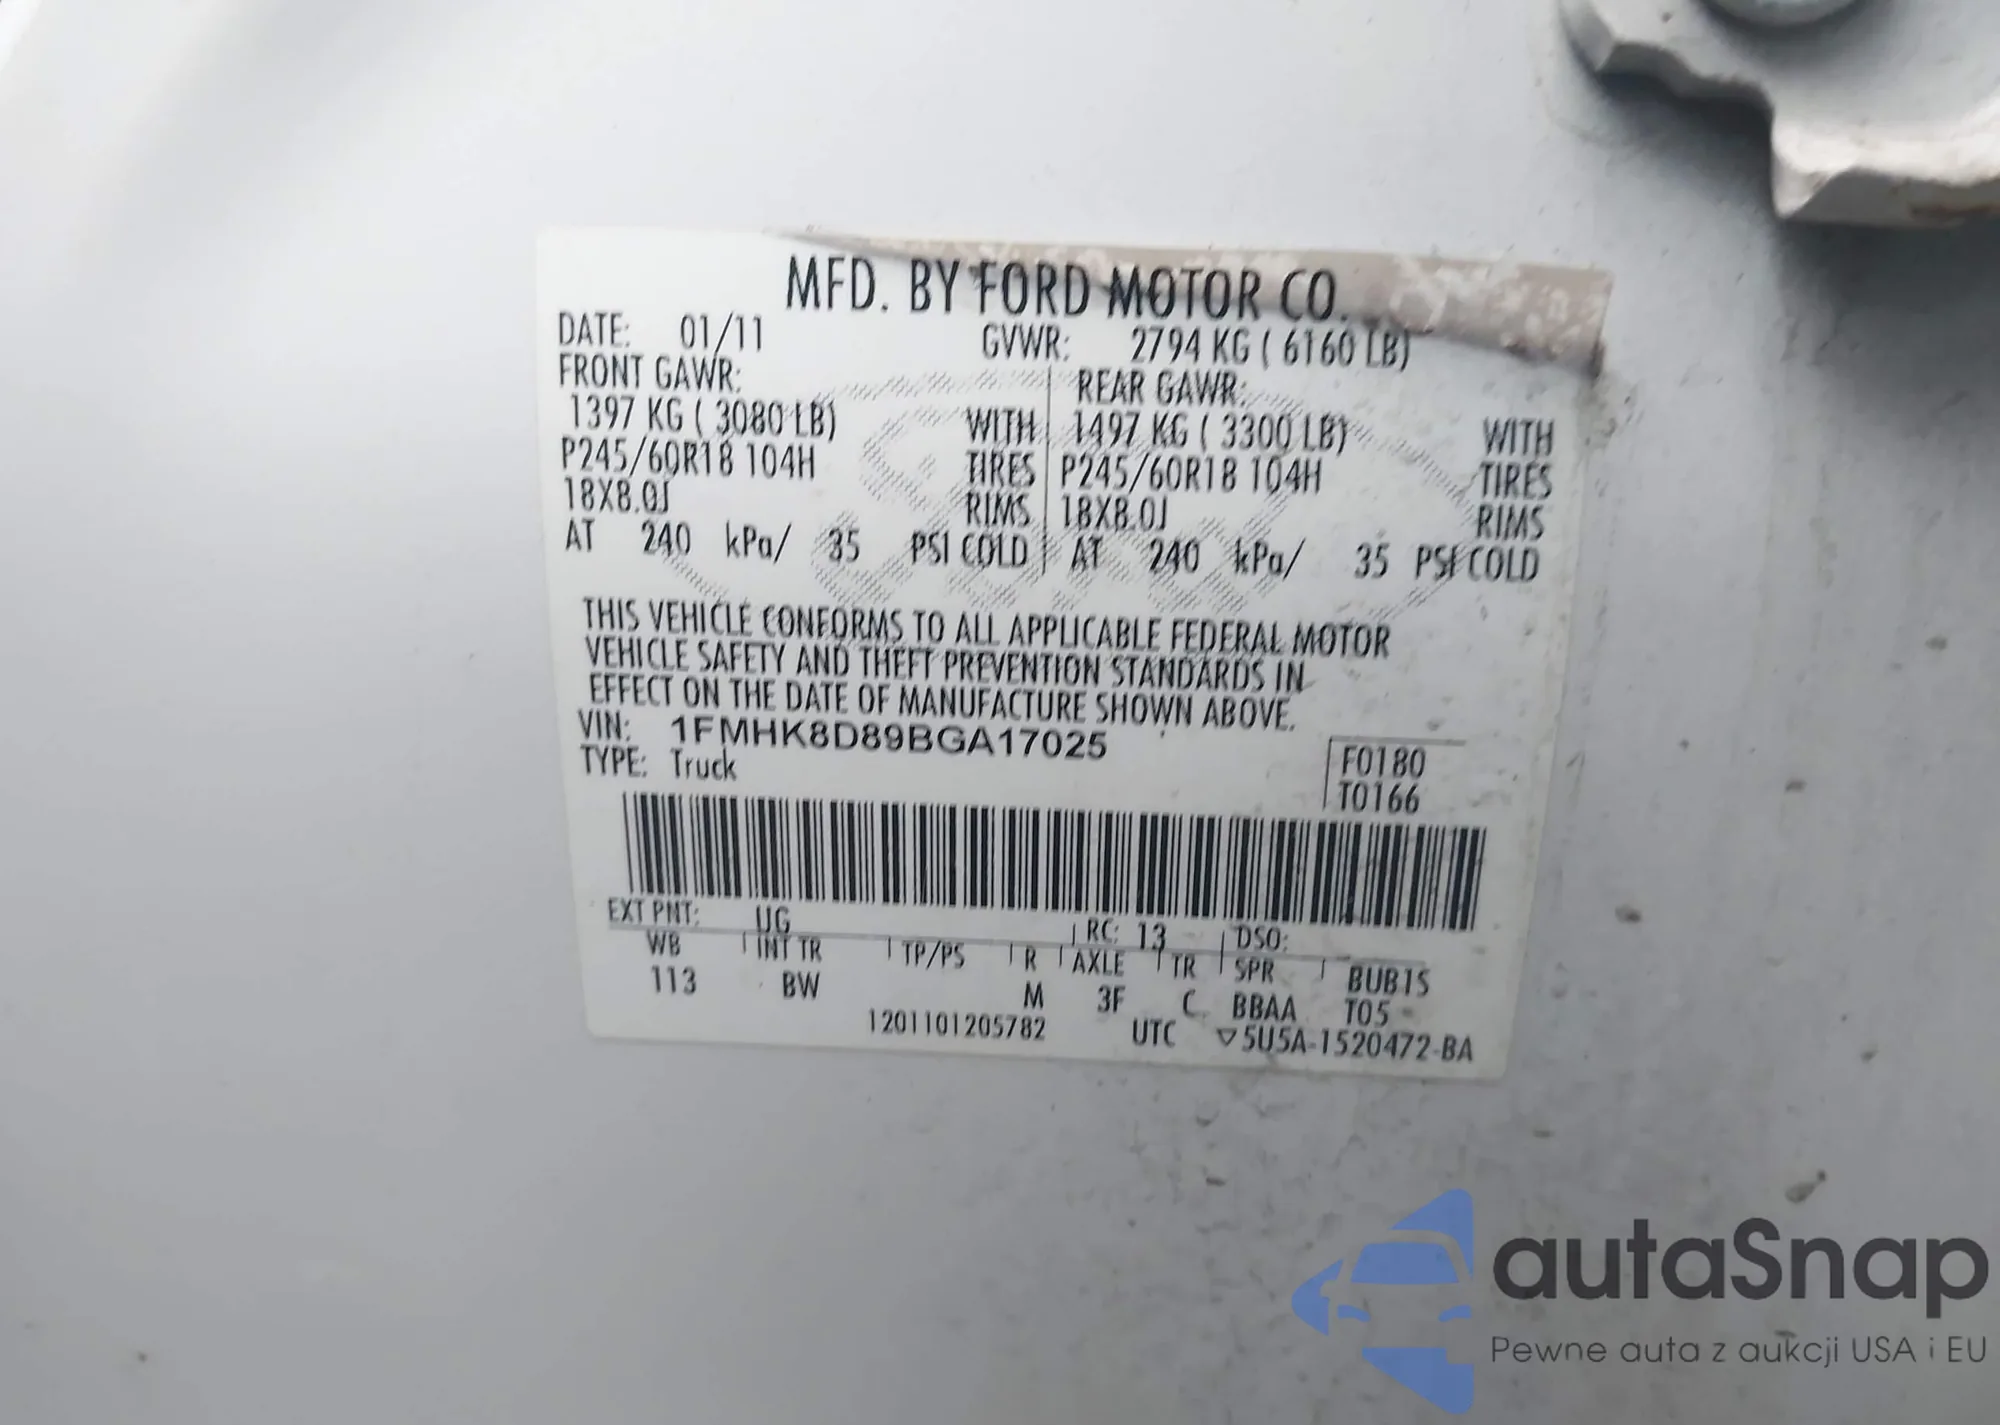 MFD. BY FORD MOTOR CO.
DATE: 01/11 GVWR: 2794 KG ( 6160 LB)
FRONT GAWR: REAR GAWR:
1397 KG ( 3080 LB) WITH 1497 KG ( 3300 LB) WITH
P245/60R18 104H TIRES P245/60R18 104H TIRES
18X8.0J RIMS 18X8.0J RIMS
AT 240 kPa/ 35 PSI COLD AT 240 kPa/ 35 PSI COLD
THIS VEHICLE CONFORMS TO ALL APPLICABLE FEDERAL MOTOR
VEHICLE SAFETY AND THEFT PREVENTION STANDARDS IN
EFFECT ON THE DATE OF MANUFACTURE SHOWN ABOVE.
VIN: 1FMHK8D89BGA17025
TYPE: Truck
F0180
T0166
EXT PNT: UG RC: 13 DSO:
WB INT TR TP/PS R AXLE TR SPR BUB1S
113 BW M 3F C BBAA T05
1201101205782 UTC ▽5U5A-1520472-BA
autaSnap
Pewne auta z aukcji USA i EU